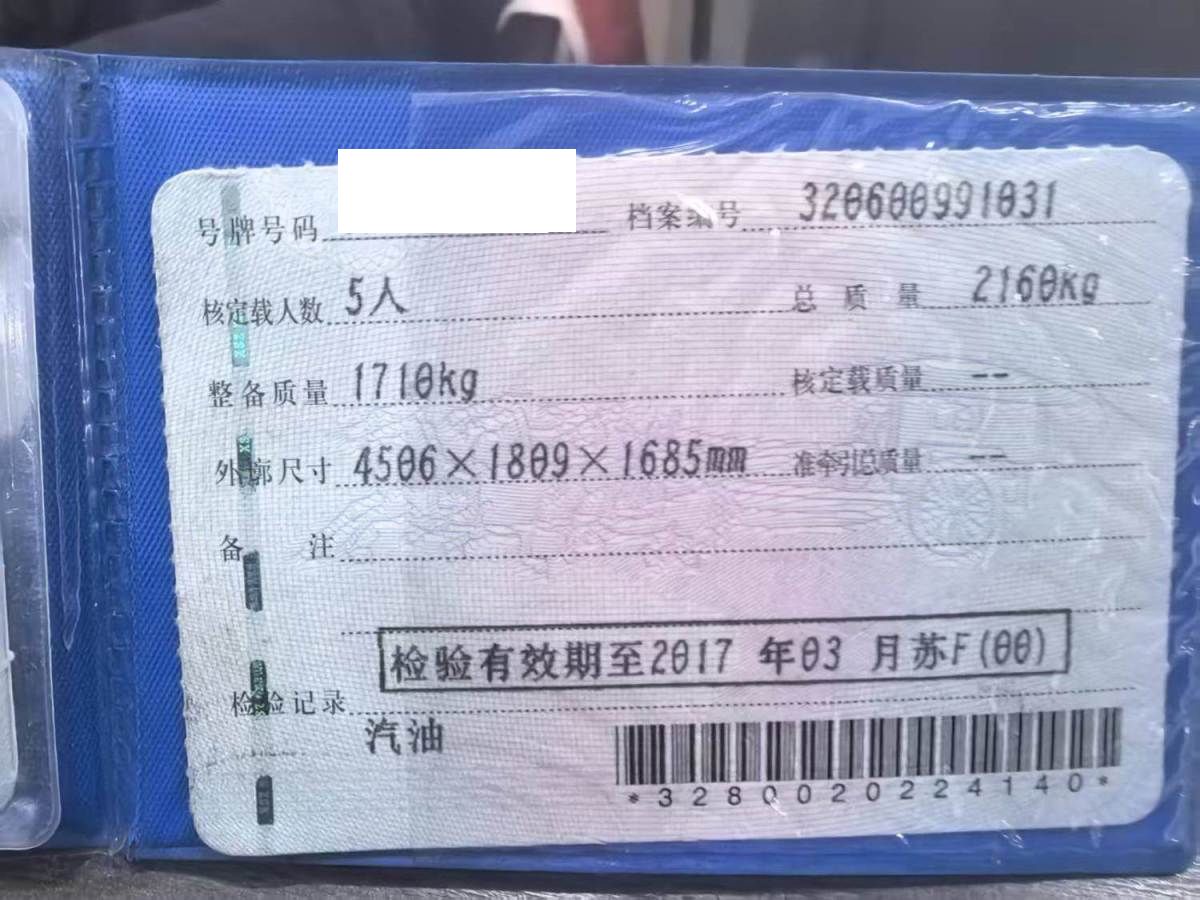 号牌号码 档案编号 320600991031
核定载人数 5人 总质量 2160kg
整备质量 1710kg 核定载质量 --
外廓尺寸 4506×1809×1685mm 准牵引总质量 --
备注
检验有效期至2017 年03 月苏F(00)
检验记录
汽油
*3280020224140*